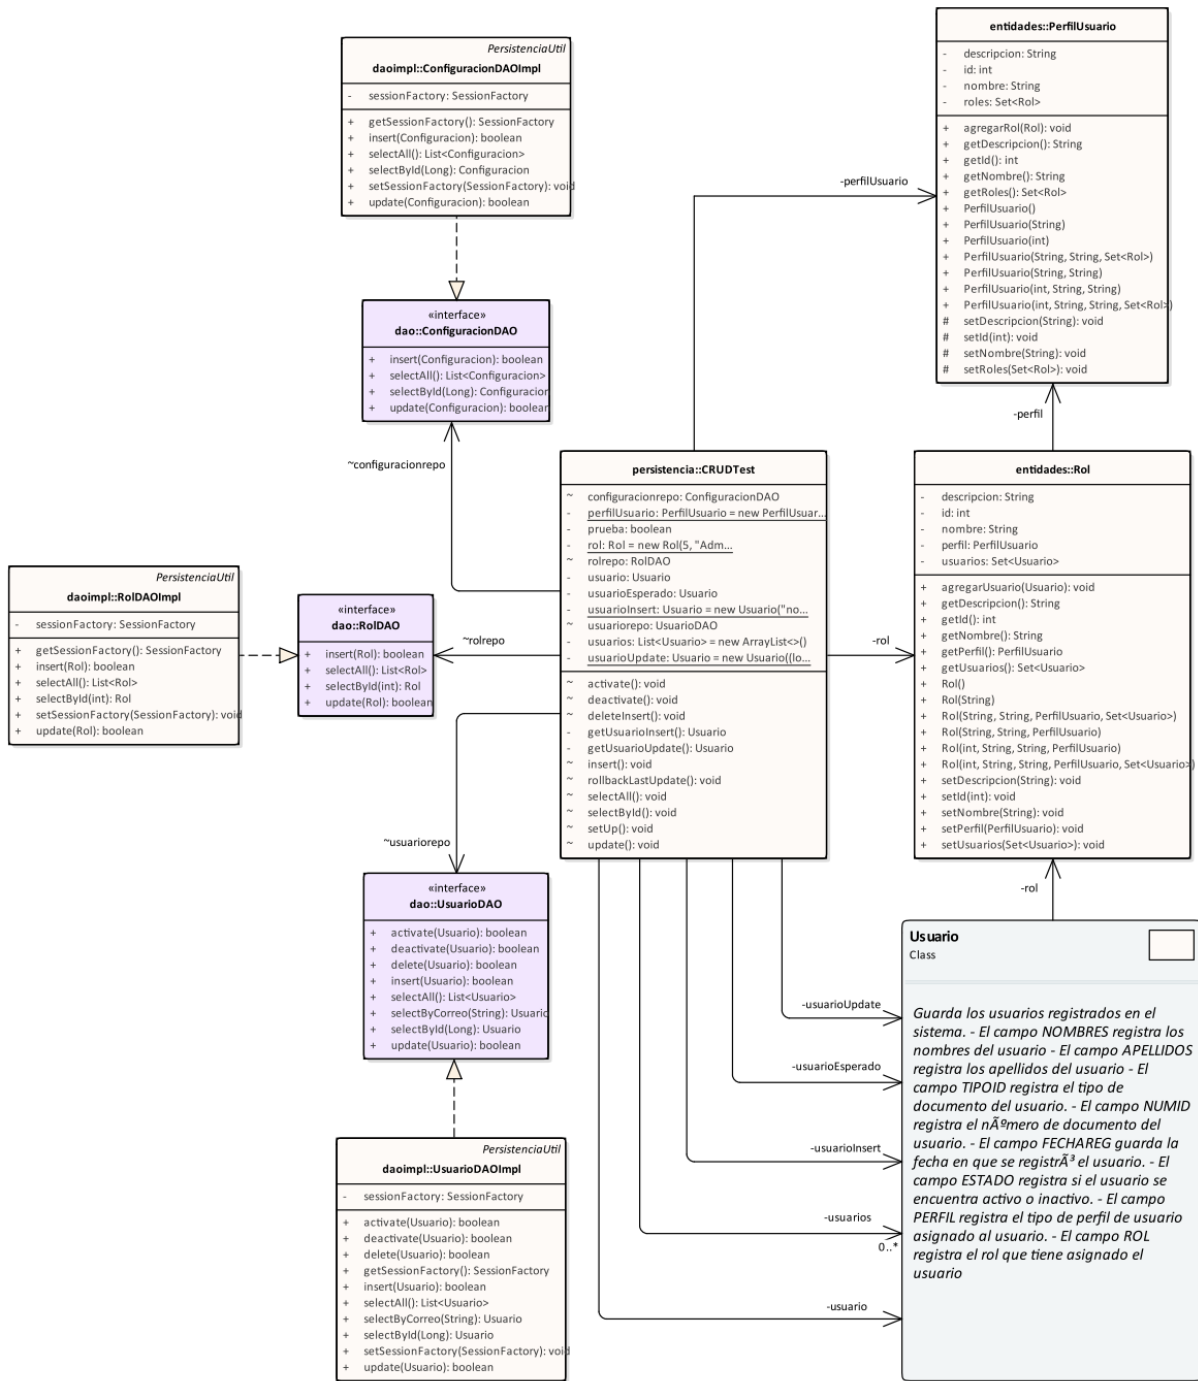 PersistenciaUtil
daoimpl::ConfiguracionDAOImpl
- sessionFactory: SessionFactory
+ getSessionFactory(): SessionFactory
+ insert(Configuracion): boolean
+ selectAll(): List<Configuracion>
+ selectById(Long): Configuracion
+ setSessionFactory(SessionFactory): void
+ update(Configuracion): boolean
entidades::PerfilUsuario
- descripcion: String
- id: int
- nombre: String
- roles: Set<Rol>
+ agregarRol(Rol): void
+ getDescripcion(): String
+ getId(): int
+ getNombre(): String
+ getRoles(): Set<Rol>
+ PerfilUsuario()
+ PerfilUsuario(String)
+ PerfilUsuario(int)
+ PerfilUsuario(String, String, Set<Rol>)
+ PerfilUsuario(String, String)
+ PerfilUsuario(int, String, String)
+ PerfilUsuario(int, String, String, Set<Rol>)
# setDescripcion(String): void
# setId(int): void
# setNombre(String): void
# setRoles(Set<Rol>): void
-perfilUsuario
«interface»
dao::ConfiguracionDAO
+ insert(Configuracion): boolean
+ selectAll(): List<Configuracion>
+ selectById(Long): Configuracion
+ update(Configuracion): boolean
-perfil
~configuracionrepo
persistencia::CRUDTest
~ configuracionrepo: ConfiguracionDAO
- perfilUsuario: PerfilUsuario = new PerfilUsuar...
- prueba: boolean
- rol: Rol = new Rol(5, "Adm...
~ rolrepo: RolDAO
- usuario: Usuario
- usuarioEsperado: Usuario
- usuarioInsert: Usuario = new Usuario("no...
~ usuariorepo: UsuarioDAO
- usuarios: List<Usuario> = new ArrayList<>()
- usuarioUpdate: Usuario = new Usuario((lo...
~ activate(): void
~ deactivate(): void
~ deleteInsert(): void
- getUsuarioInsert(): Usuario
- getUsuarioUpdate(): Usuario
~ insert(): void
~ rollbackLastUpdate(): void
~ selectAll(): void
~ selectById(): void
~ setUp(): void
~ update(): void
entidades::Rol
- descripcion: String
- id: int
- nombre: String
- perfil: PerfilUsuario
- usuarios: Set<Usuario>
+ agregarUsuario(Usuario): void
+ getDescripcion(): String
+ getId(): int
+ getNombre(): String
+ getPerfil(): PerfilUsuario
+ getUsuarios(): Set<Usuario>
+ Rol()
+ Rol(String)
+ Rol(String, String, PerfilUsuario, Set<Usuario>)
+ Rol(String, String, PerfilUsuario)
+ Rol(int, String, String, PerfilUsuario)
+ Rol(int, String, String, PerfilUsuario, Set<Usuario>)
+ setDescripcion(String): void
+ setId(int): void
+ setNombre(String): void
+ setPerfil(PerfilUsuario): void
+ setUsuarios(Set<Usuario>): void
PersistenciaUtil
daoimpl::RolDAOImpl
- sessionFactory: SessionFactory
+ getSessionFactory(): SessionFactory
+ insert(Rol): boolean
+ selectAll(): List<Rol>
+ selectById(int): Rol
+ setSessionFactory(SessionFactory): void
+ update(Rol): boolean
«interface»
dao::RolDAO
+ insert(Rol): boolean
+ selectAll(): List<Rol>
+ selectById(int): Rol
+ update(Rol): boolean
~rolrepo
-rol
~usuariorepo
-rol
«interface»
dao::UsuarioDAO
+ activate(Usuario): boolean
+ deactivate(Usuario): boolean
+ delete(Usuario): boolean
+ insert(Usuario): boolean
+ selectAll(): List<Usuario>
+ selectByCorreo(String): Usuario
+ selectById(Long): Usuario
+ update(Usuario): boolean
-usuarioUpdate
-usuarioEsperado
-usuarioInsert
-usuarios
0..*
-usuario
Usuario
Class
Guarda los usuarios registrados en el
sistema. - El campo NOMBRES registra los
nombres del usuario - El campo APELLIDOS
registra los apellidos del usuario - El
campo TIPOID registra el tipo de
documento del usuario. - El campo NUMID
registra el nÃºmero de documento del
usuario. - El campo FECHAREG guarda la
fecha en que se registrÃ³ el usuario. - El
campo ESTADO registra si el usuario se
encuentra activo o inactivo. - El campo
PERFIL registra el tipo de perfil de usuario
asignado al usuario. - El campo ROL
registra el rol que tiene asignado el
usuario
PersistenciaUtil
daoimpl::UsuarioDAOImpl
- sessionFactory: SessionFactory
+ activate(Usuario): boolean
+ deactivate(Usuario): boolean
+ delete(Usuario): boolean
+ getSessionFactory(): SessionFactory
+ insert(Usuario): boolean
+ selectAll(): List<Usuario>
+ selectByCorreo(String): Usuario
+ selectById(Long): Usuario
+ setSessionFactory(SessionFactory): void
+ update(Usuario): boolean